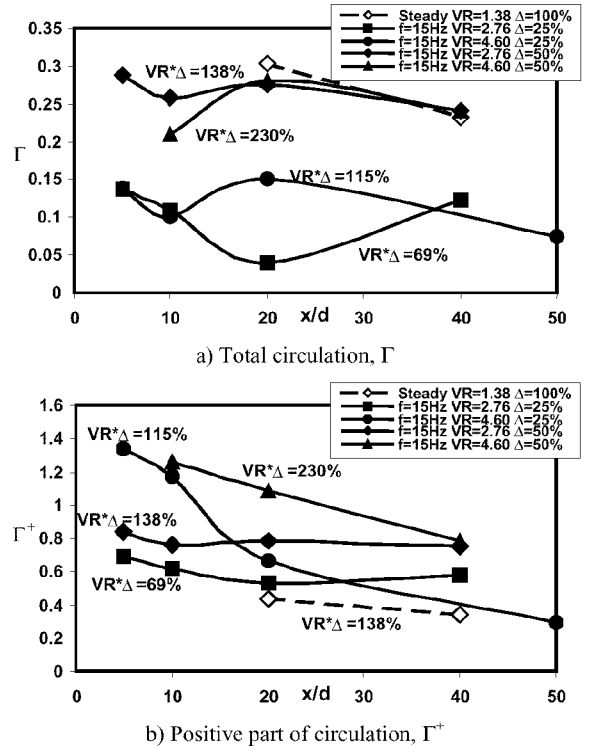 a
Steady VR=1.38 Δ=100%
f=15Hz VR=2.76 Δ=25%
f=15Hz VR=4.60 Δ=25%
f=15Hz VR=2.76 Δ=50%
f=15Hz VR=4.60 Δ=50%
0.35
0.3
0.25
0.2
0.15
0.1
0.05
0
Γ
VR*Δ=138%
VR*Δ=230%
VR*Δ=115%
VR*Δ=69%
0 10 20 30 40 50
x/d
a) Total circulation, Γ
b
Steady VR=1.38 Δ=100%
f=15Hz VR=2.76 Δ=25%
f=15Hz VR=4.60 Δ=25%
f=15Hz VR=2.76 Δ=50%
f=15Hz VR=4.60 Δ=50%
1.6
1.4
1.2
1
0.8
0.6
0.4
0.2
0
Γ+
VR*Δ=115%
VR*Δ=230%
VR*Δ=138%
VR*Δ=69%
VR*Δ=138%
0 10 20 30 40 50
x/d
b) Positive part of circulation, Γ+